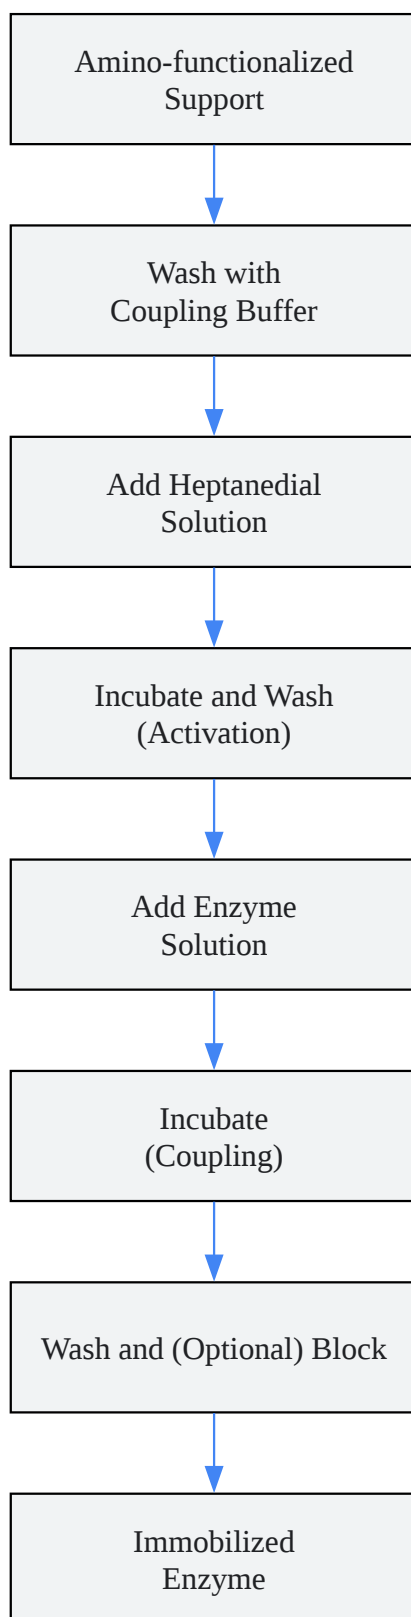 Amino-functionalized
Support
Wash with
Coupling Buffer
Add Heptanedial
Solution
Incubate and Wash
(Activation)
Add Enzyme
Solution
Incubate
(Coupling)
Wash and (Optional) Block
Immobilized
Enzyme